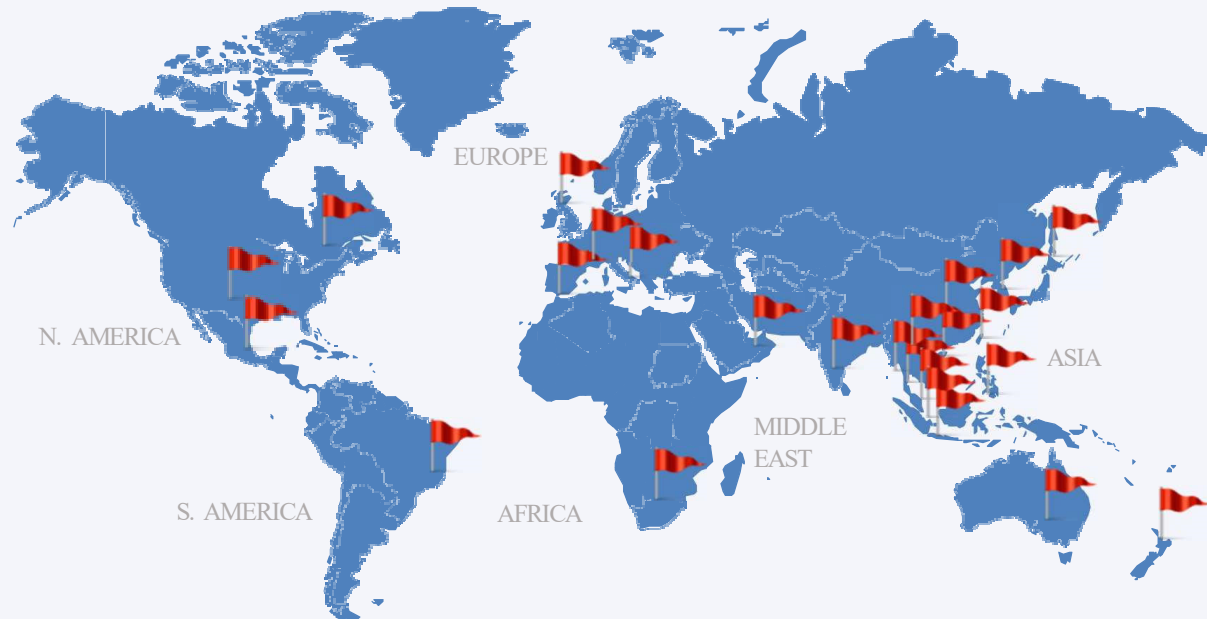 EUROPE
N. AMERICA
ASIA
MIDDLE
EAST
S. AMERICA
AFRICA